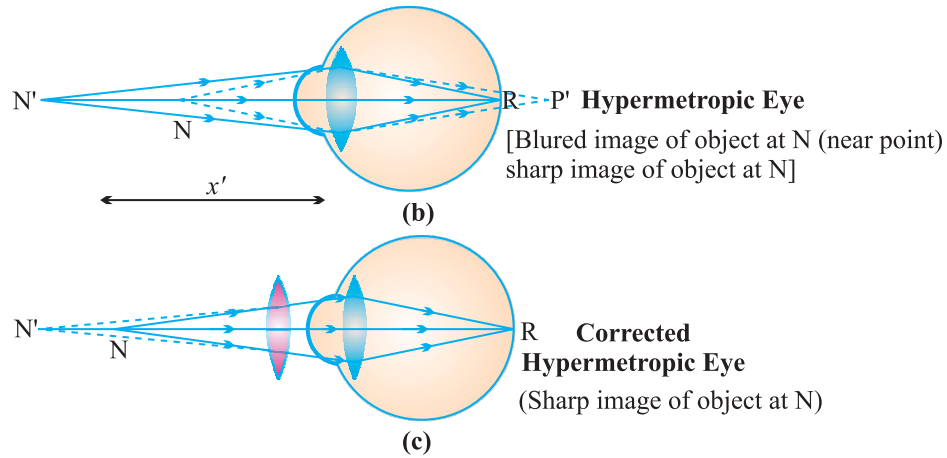 N'
N
R
P'
Hypermetropic Eye
[Blured image of object at N (near point)
sharp image of object at N]
x'
(b)
N'
N
R
Corrected
Hypermetropic Eye
(Sharp image of object at N)
(c)